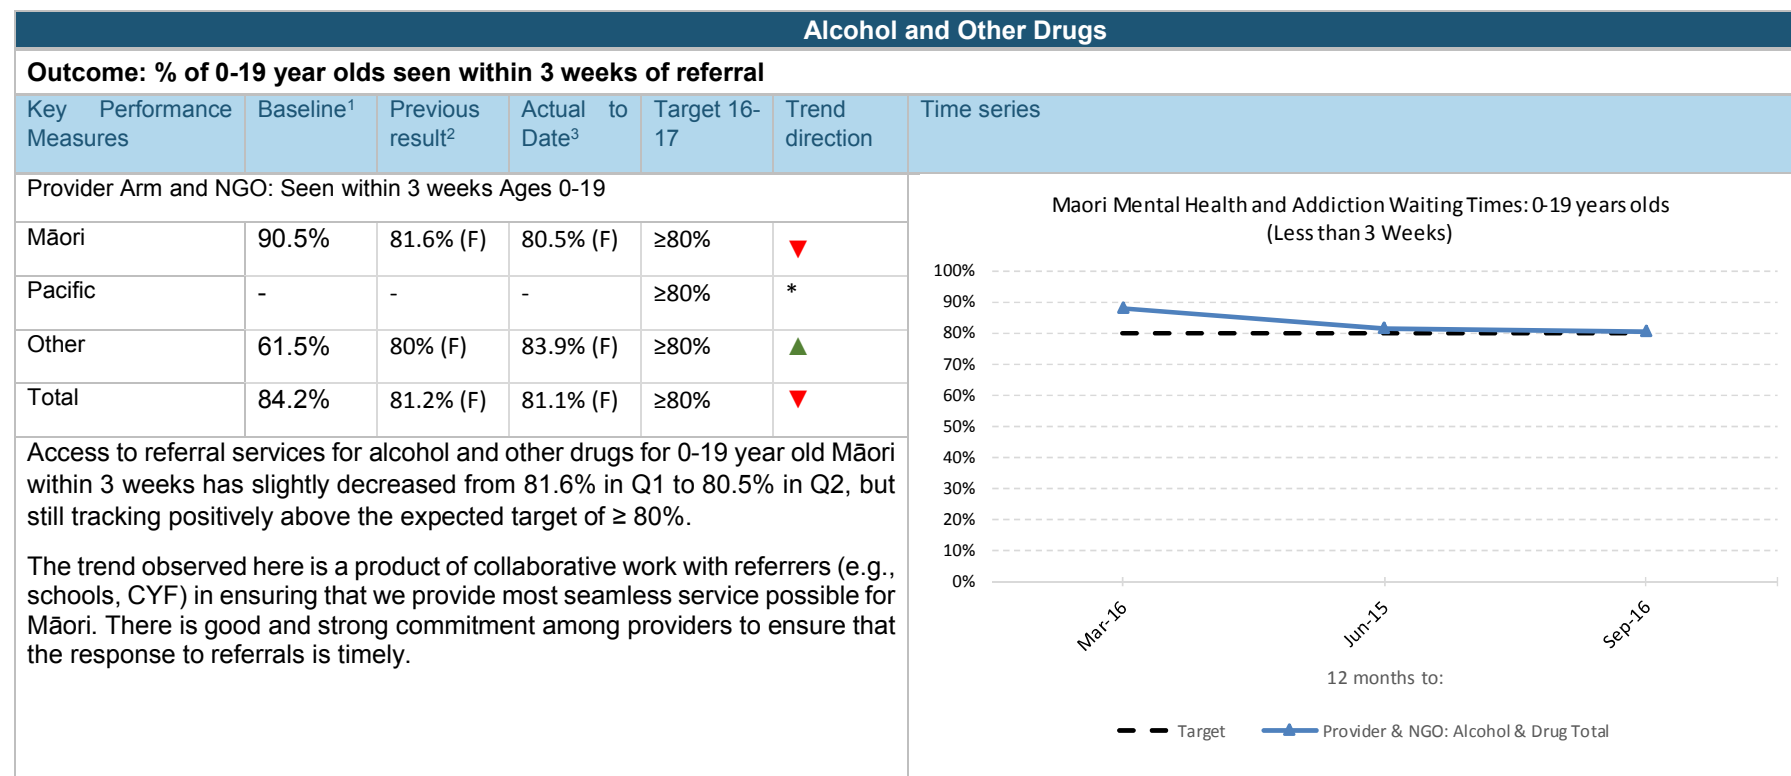 Alcohol and Other Drugs
Outcome: % of 0-19 year olds seen within 3 weeks of referral
Key Performance Measures
Baseline1
Previous result2
Actual to Date3
Target 16-17
Trend direction
Time series
Provider Arm and NGO: Seen within 3 weeks Ages 0-19
Māori 90.5% 81.6% (F) 80.5% (F) ≥80% ▼
Pacific - - - ≥80% *
Other 61.5% 80% (F) 83.9% (F) ≥80% ▲
Total 84.2% 81.2% (F) 81.1% (F) ≥80% ▼
Access to referral services for alcohol and other drugs for 0-19 year old Māori
within 3 weeks has slightly decreased from 81.6% in Q1 to 80.5% in Q2, but
still tracking positively above the expected target of ≥ 80%.
The trend observed here is a product of collaborative work with referrers (e.g.,
schools, CYF) in ensuring that we provide most seamless service possible for
Māori. There is good and strong commitment among providers to ensure that
the response to referrals is timely.
Maori Mental Health and Addiction Waiting Times: 0-19 years olds
(Less than 3 Weeks)
100%
90%
80%
70%
60%
50%
40%
30%
20%
10%
0%
Mar-16
Jun-15
Sep-16
12 months to:
Target
Provider & NGO: Alcohol & Drug Total